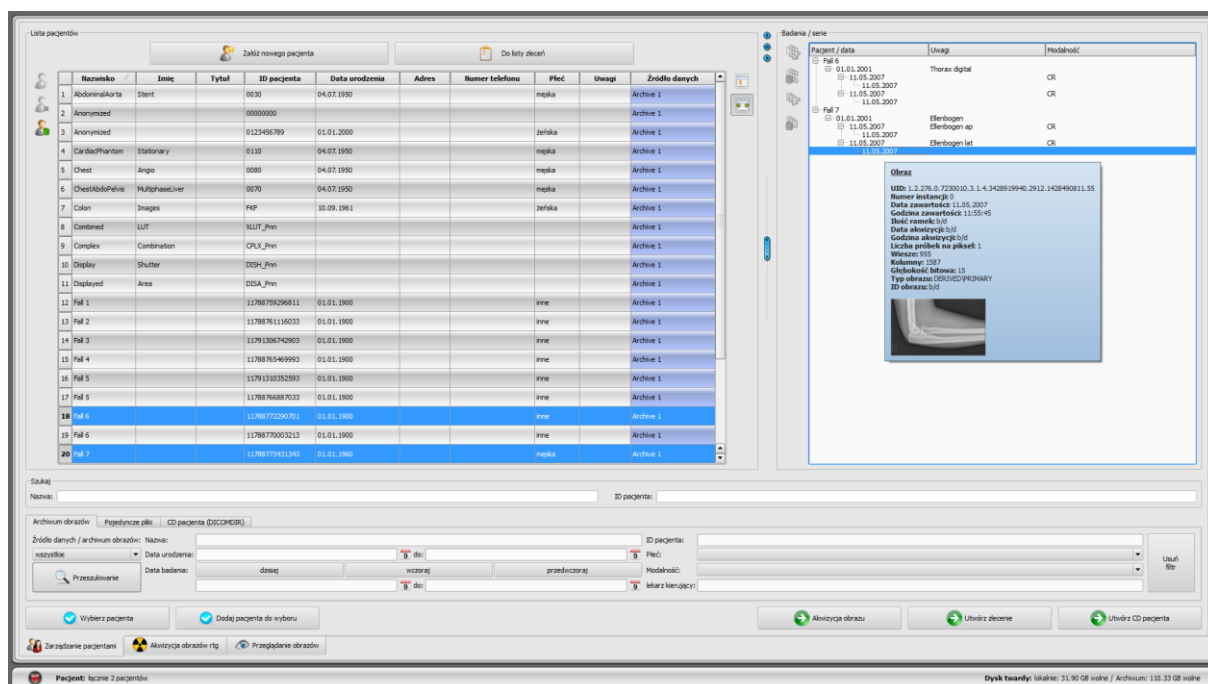 Lista pacjentów
Załóż nowego pacjenta
Do listy zleceń
Nazwisko Imię Tytuł ID pacjenta Data urodzenia Adres Numer telefonu Płeć Uwagi Źródło danych
1 AbdominalAorta Stent 0030 04.07.1950 męska Archive 1
2 Anonymized 00000000 Archive 1
3 Anonymized 0123456789 01.01.2000 żeńska Archive 1
4 CardiacPhantom Stationary 0110 04.07.1950 męska Archive 1
5 Chest Angio 0080 04.07.1950 męska Archive 1
6 ChestAbdoPelvis MultiphaseLiver 0070 04.07.1950 męska Archive 1
7 Colon Images FKF 10.09.1961 żeńska Archive 1
8 Combined LUT XLUT_Pnn Archive 1
9 Complex Combination CPLX_Pnn Archive 1
10 Display Shutter DISH_Pnn Archive 1
11 Displayed Area DISA_Pnn Archive 1
12 Fall 1 11788759296811 01.01.1900 inne Archive 1
13 Fall 2 11788761116033 01.01.1900 inne Archive 1
14 Fall 3 11791306742903 01.01.1900 inne Archive 1
15 Fall 4 11788765469993 01.01.1900 inne Archive 1
16 Fall 5 11791310352593 01.01.1900 inne Archive 1
17 Fall 5 11788766887033 01.01.1900 inne Archive 1
18 Fall 6 11788772290701 01.01.1900 inne Archive 1
19 Fall 6 11788770003213 01.01.1900 inne Archive 1
20 Fall 7 11788773431343 01.01.1960 męska Archive 1
Badania / serie
Pacjent / data Uwagi Modalność
Fall 6
01.01.2001 Thorax digital
11.05.2007 CR
11.05.2007
11.05.2007 CR
11.05.2007
Fall 7
01.01.2001 Ellenbogen
11.05.2007 Ellenbogen ap CR
11.05.2007
11.05.2007 Ellenbogen lat CR
11.05.2007
Obraz
UID: 1.2.276.0.7230010.3.1.4.3428919940.2912.1428490811.55
Numer instancji: 0
Data zawartości: 11.05.2007
Godzina zawartości: 11:55:45
Ilość ramek: b/d
Data akwizycji: b/d
Godzina akwizycji: b/d
Liczba próbek na piksel: 1
Wiesze: 955
Kolumny: 1587
Głębokość bitowa: 15
Typ obrazu: DERIVED\PRIMARY
ID obrazu: b/d
Szukaj
Nazwa: ID pacjenta:
Archiwum obrazów Pojedyncze pliki CD pacjenta (DICOMDIR)
Źródło danych / archiwum obrazów: Nazwa: ID pacjenta:
wszystkie Data urodzenia: 9 do: 9 Płeć:
Przeszukiwanie Data badania: dzisiaj wczoraj przedwczoraj Modalność:
9 do: 9 lekarz kierujący:
Usuń
filtr
Wybierz pacjenta Dodaj pacjenta do wyboru Akwizycja obrazu Utwórz zlecenie Utwórz CD pacjenta
Zarządzanie pacjentami Akwizycja obrazów rtg Przeglądanie obrazów
Pacjent: łącznie 2 pacjentów Dysk twardy: lokalnie: 31.90 GB wolne / Archiwum: 110.33 GB wolne